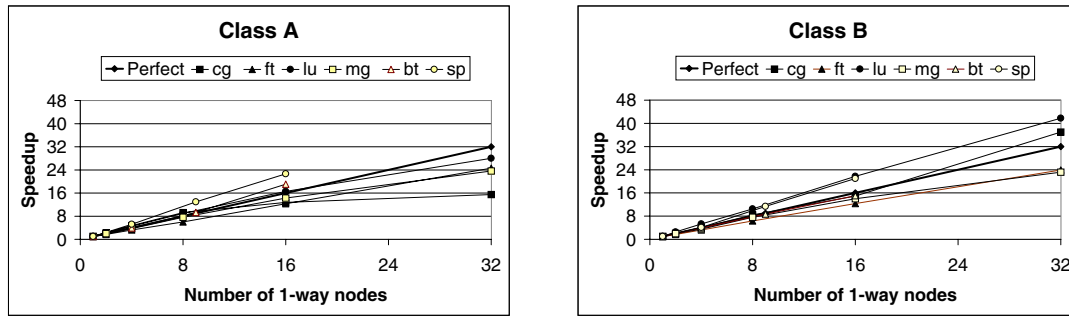 Class A
Perfect cg ft lu mg bt sp
48
40
32
24
16
8
0
Speedup
0 8 16 24 32
Number of 1-way nodes
Class B
Perfect cg ft lu mg bt sp
48
40
32
24
16
8
0
Speedup
0 8 16 24 32
Number of 1-way nodes